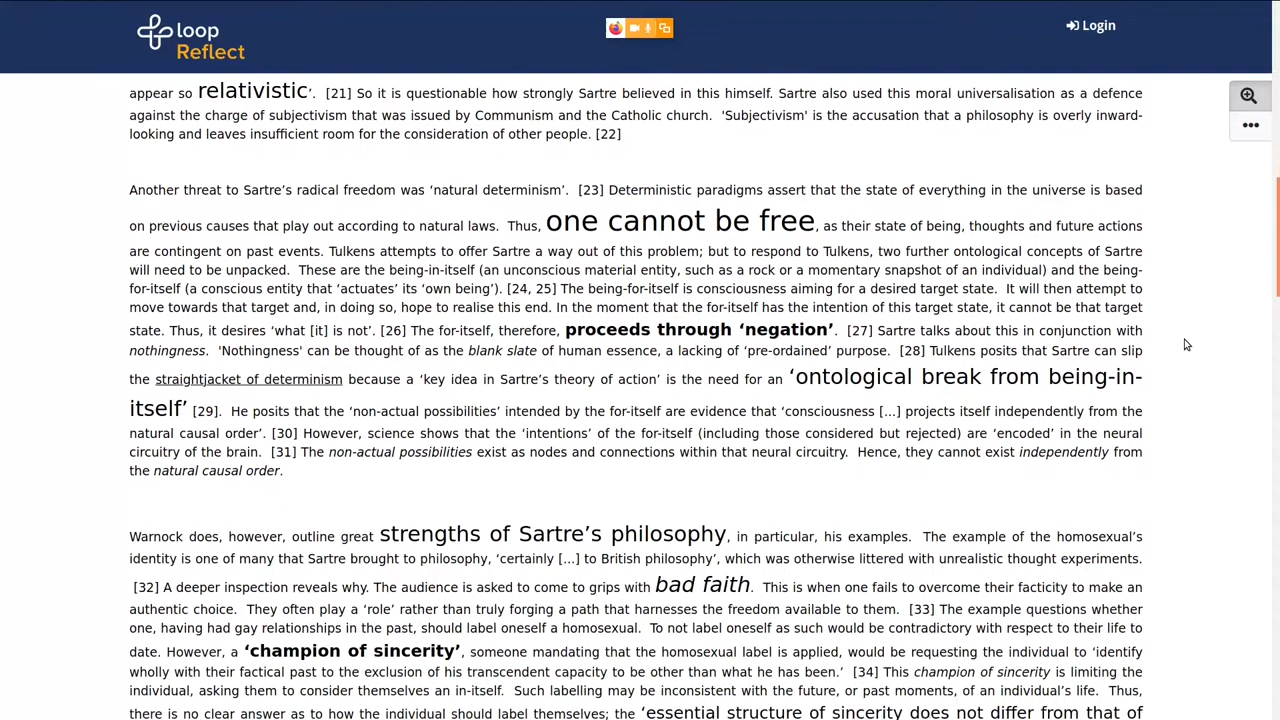 loop
Reflect
Login
appear so relativistic’. [21] So it is questionable how strongly Sartre believed in this himself. Sartre also used this moral universalisation as a defence
against the charge of subjectivism that was issued by Communism and the Catholic church. 'Subjectivism' is the accusation that a philosophy is overly inward-
looking and leaves insufficient room for the consideration of other people. [22]
Another threat to Sartre’s radical freedom was ‘natural determinism’. [23] Deterministic paradigms assert that the state of everything in the universe is based
on previous causes that play out according to natural laws. Thus, one cannot be free, as their state of being, thoughts and future actions
are contingent on past events. Tulkens attempts to offer Sartre a way out of this problem; but to respond to Tulkens, two further ontological concepts of Sartre
will need to be unpacked. These are the being-in-itself (an unconscious material entity, such as a rock or a momentary snapshot of an individual) and the being-
for-itself (a conscious entity that ‘actuates’ its ‘own being’). [24, 25] The being-for-itself is consciousness aiming for a desired target state. It will then attempt to
move towards that target and, in doing so, hope to realise this end. In the moment that the for-itself has the intention of this target state, it cannot be that target
state. Thus, it desires ‘what [it] is not’. [26] The for-itself, therefore, proceeds through ‘negation’. [27] Sartre talks about this in conjunction with
nothingness. 'Nothingness' can be thought of as the blank slate of human essence, a lacking of ‘pre-ordained’ purpose. [28] Tulkens posits that Sartre can slip
the straightjacket of determinism because a ‘key idea in Sartre’s theory of action’ is the need for an ‘ontological break from being-in-
itself’ [29]. He posits that the ‘non-actual possibilities’ intended by the for-itself are evidence that ‘consciousness [...] projects itself independently from the
natural causal order’. [30] However, science shows that the ‘intentions’ of the for-itself (including those considered but rejected) are ‘encoded’ in the neural
circuitry of the brain. [31] The non-actual possibilities exist as nodes and connections within that neural circuitry. Hence, they cannot exist independently from
the natural causal order.
Warnock does, however, outline great strengths of Sartre’s philosophy, in particular, his examples. The example of the homosexual’s
identity is one of many that Sartre brought to philosophy, ‘certainly [...] to British philosophy’, which was otherwise littered with unrealistic thought experiments.
[32] A deeper inspection reveals why. The audience is asked to come to grips with bad faith. This is when one fails to overcome their facticity to make an
authentic choice. They often play a ‘role’ rather than truly forging a path that harnesses the freedom available to them. [33] The example questions whether
one, having had gay relationships in the past, should label oneself a homosexual. To not label oneself as such would be contradictory with respect to their life to
date. However, a ‘champion of sincerity’, someone mandating that the homosexual label is applied, would be requesting the individual to ‘identify
wholly with their factical past to the exclusion of his transcendent capacity to be other than what he has been.’ [34] This champion of sincerity is limiting the
individual, asking them to consider themselves an in-itself. Such labelling may be inconsistent with the future, or past moments, of an individual’s life. Thus,
there is no clear answer as to how the individual should label themselves; the ‘essential structure of sincerity does not differ from that of